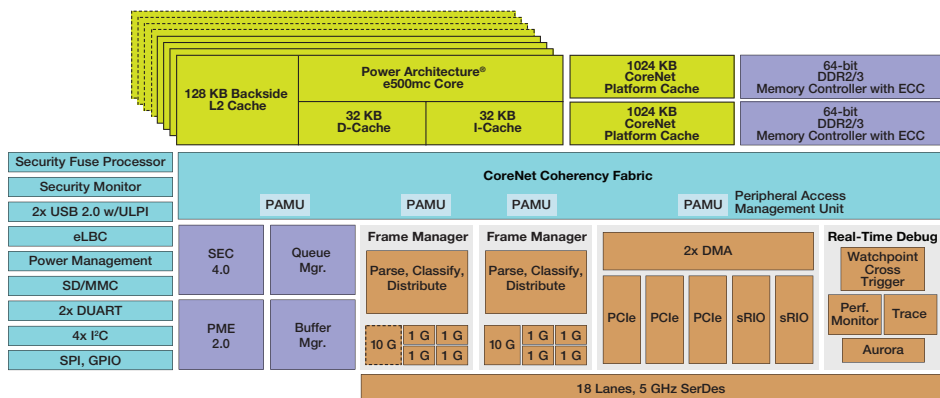 128 KB Backside
L2 Cache
Power Architecture®
e500mc Core
32 KB
D-Cache
32 KB
I-Cache
1024 KB
CoreNet
Platform Cache
1024 KB
CoreNet
Platform Cache
64-bit
DDR2/3
Memory Controller with ECC
64-bit
DDR2/3
Memory Controller with ECC
Security Fuse Processor
Security Monitor
2x USB 2.0 w/ULPI
eLBC
Power Management
SD/MMC
2x DUART
4x I²C
SPI, GPIO
CoreNet Coherency Fabric
PAMU
PAMU
PAMU
PAMU
Peripheral Access
Management Unit
SEC
4.0
Queue
Mgr.
PME
2.0
Buffer
Mgr.
Frame Manager
Parse, Classify,
Distribute
10 G
1 G
1 G
1 G
1 G
Frame Manager
Parse, Classify,
Distribute
10 G
1 G
1 G
1 G
1 G
2x DMA
PCIe
PCIe
PCIe
sRIO
sRIO
Real-Time Debug
Watchpoint
Cross
Trigger
Perf.
Monitor
Trace
Aurora
18 Lanes, 5 GHz SerDes